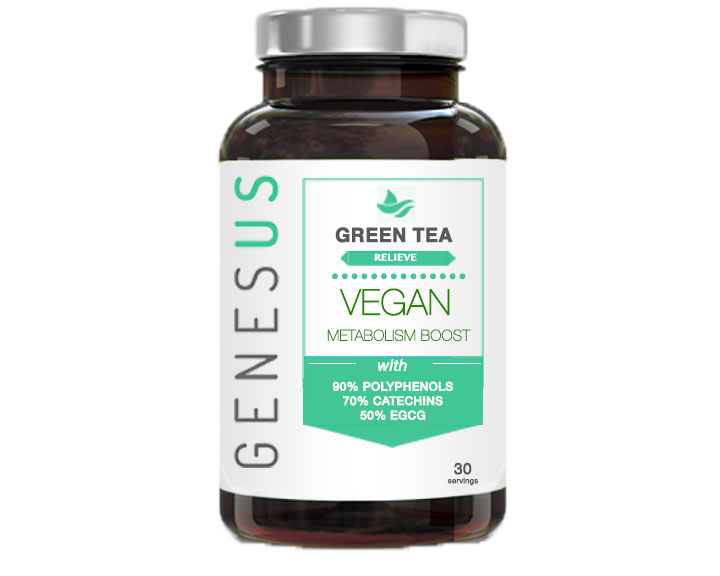 GENESUS
GREEN TEA
RELIEVE
VEGAN
METABOLISM BOOST
with
90% POLYPHENOLS
70% CATECHINS
50% EGCG
30
servings